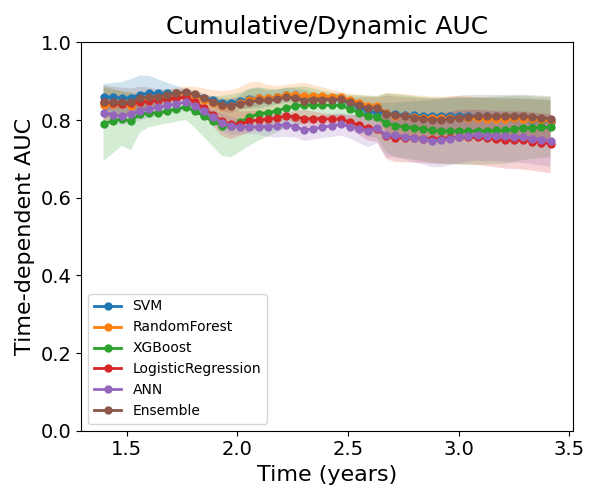 Cumulative/Dynamic AUC
1.0
0.8
0.6
0.4
0.2
0.0
Time-dependent AUC
SVM
RandomForest
XGBoost
LogisticRegression
ANN
Ensemble
1.5 2.0 2.5 3.0 3.5
Time (years)